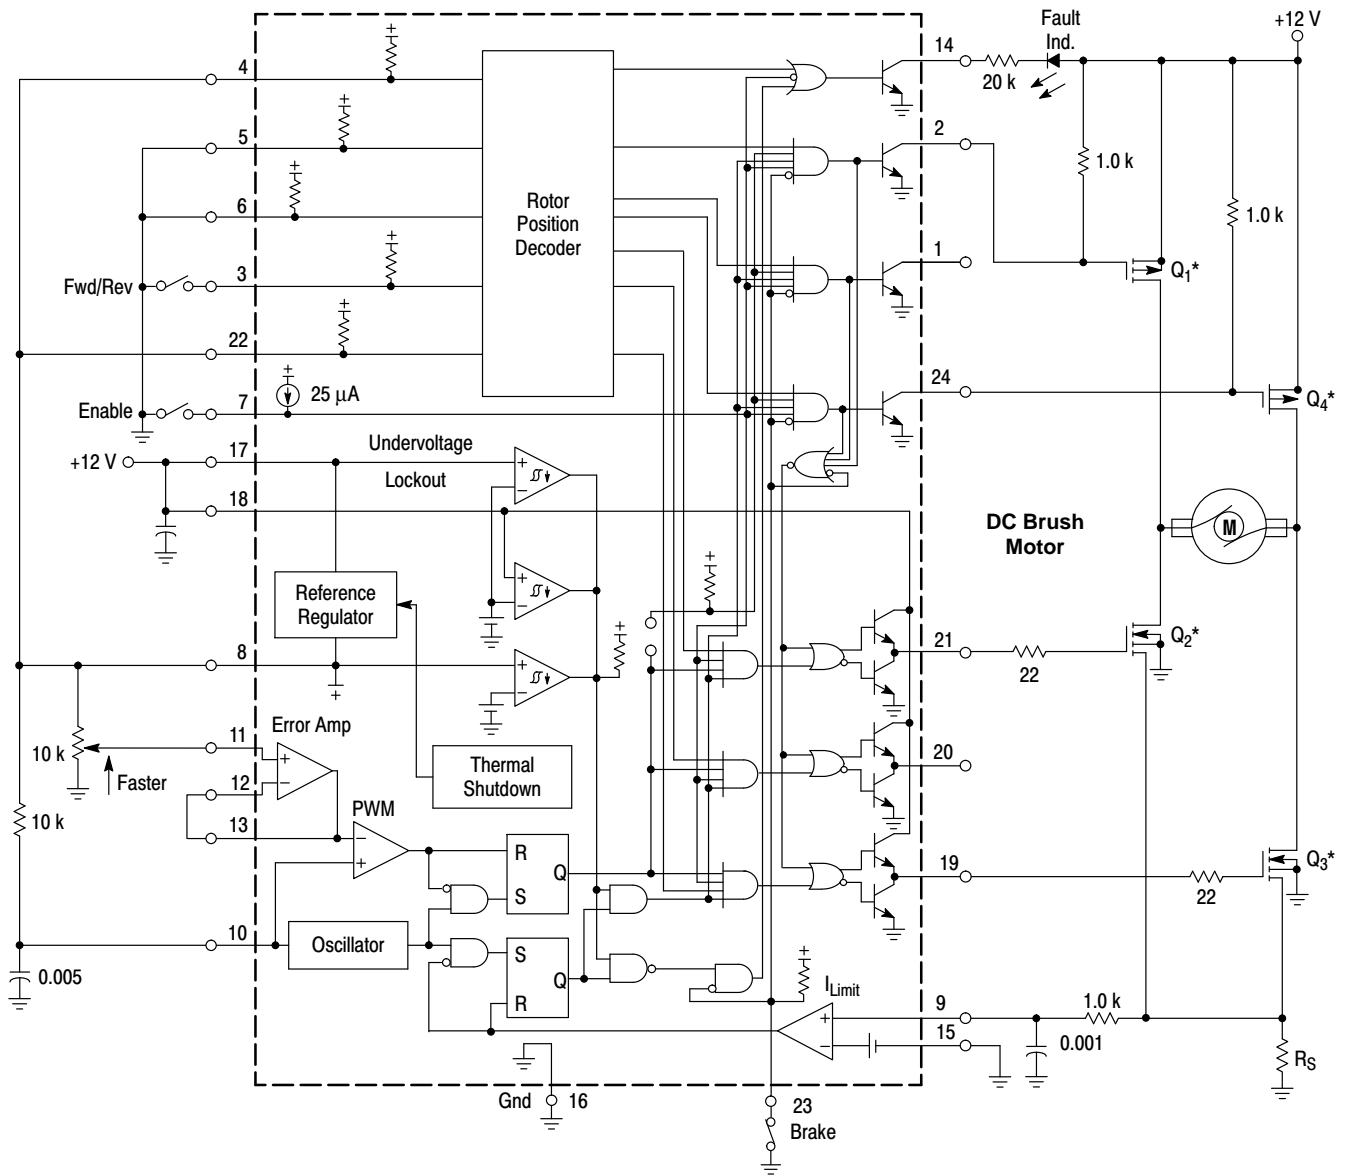 Fault
Ind.
+12 V
4
14
20 k
5
2
1.0 k
6
Rotor
Position
Decoder
1.0 k
Fwd/Rev
3
1
Q1*
22
Enable
7
25 µA
24
Q4*
+12 V
17
Undervoltage
Lockout
18
DC Brush
Motor
M
Reference
Regulator
8
21
22
Q2*
Error Amp
10 k
11
Faster
12
Thermal
Shutdown
20
10 k
13
PWM
R
Q
S
19
22
Q3*
10
Oscillator
S
Q
R
0.005
ILimit
9
1.0 k
15
0.001
RS
Gnd
16
23
Brake